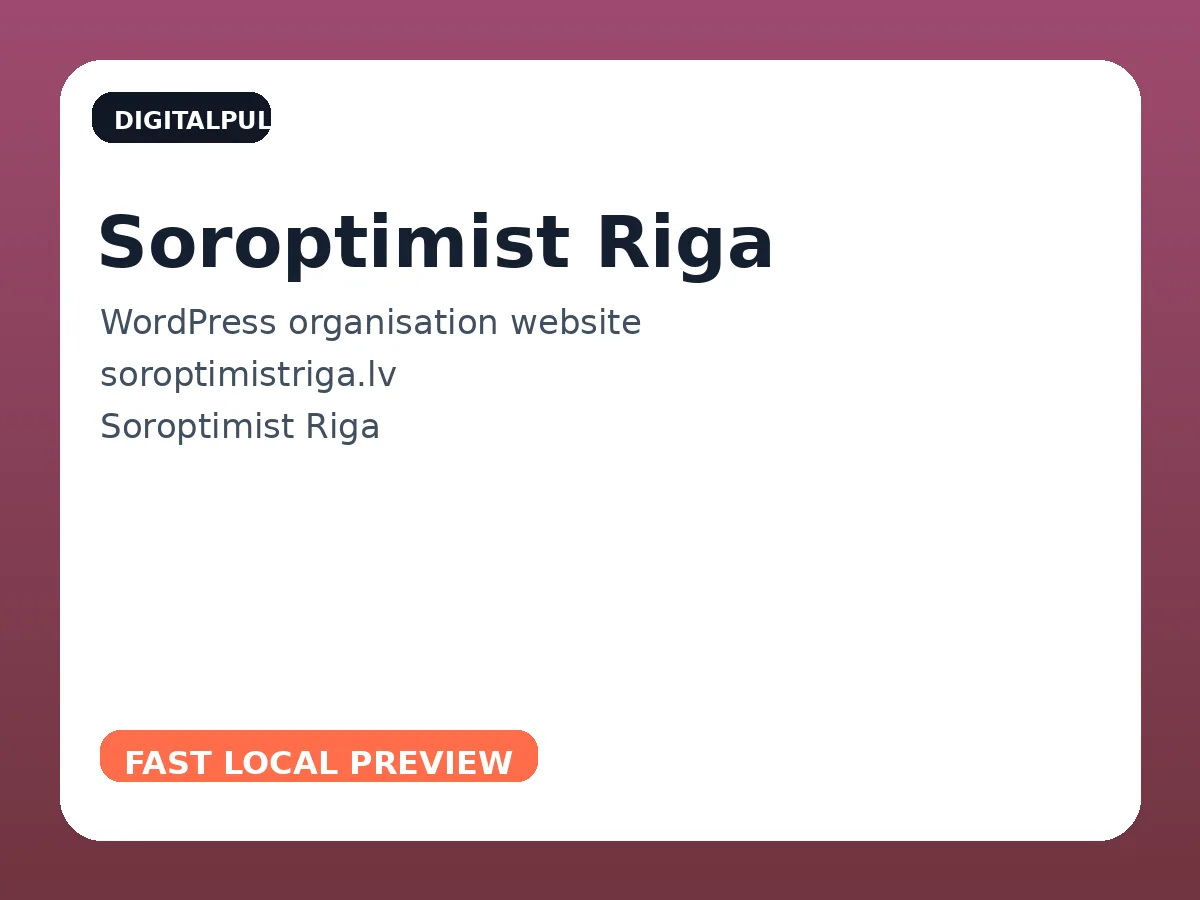 DIGITALPUL
Soroptimist Riga
WordPress organisation website
soroptimistriga.lv
Soroptimist Riga
FAST LOCAL PREVIEW